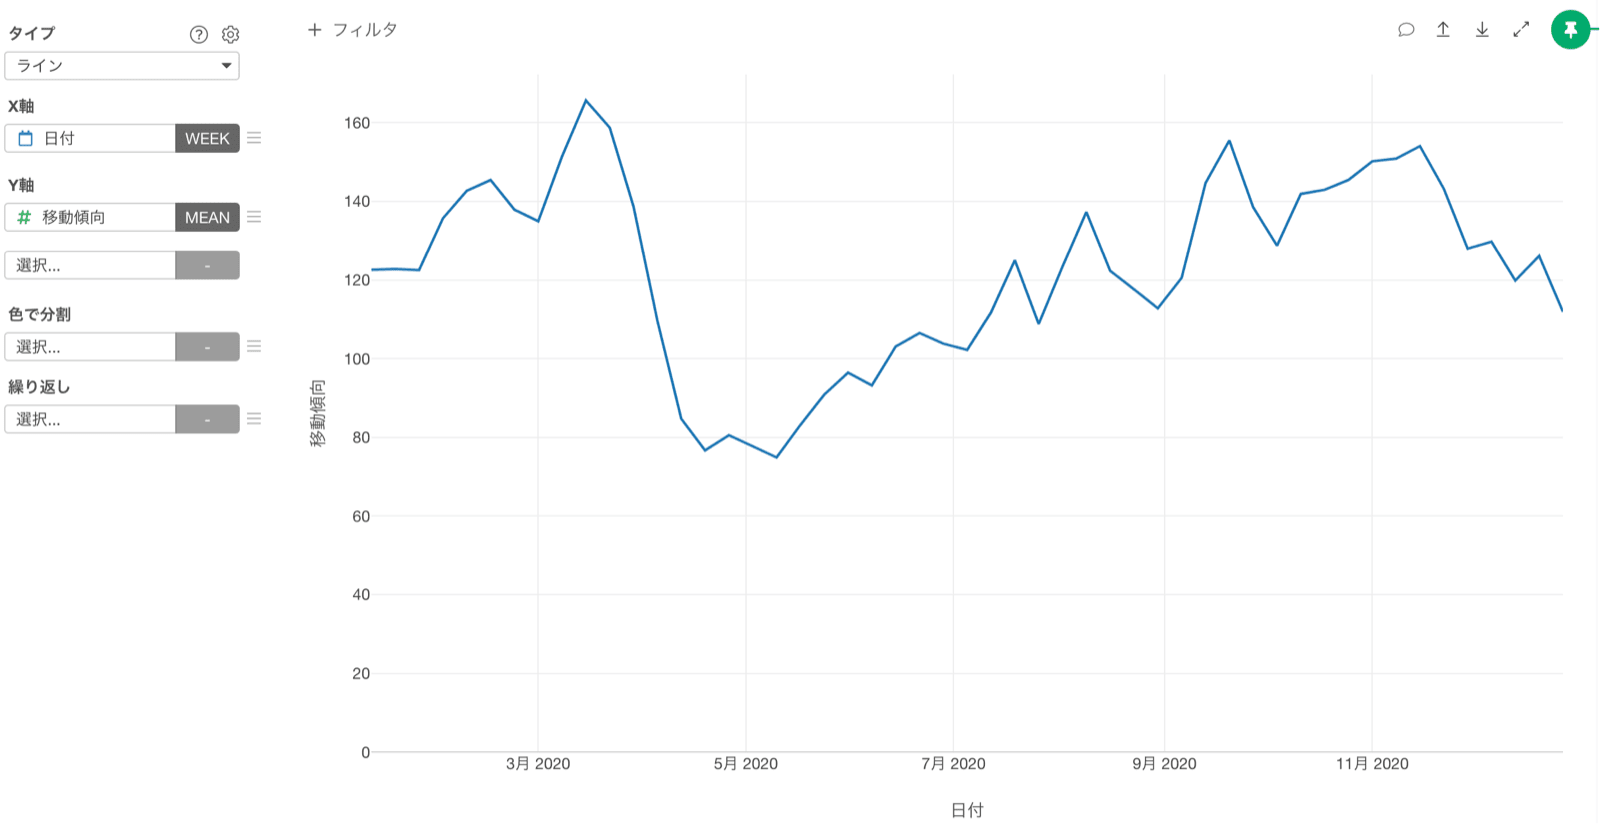 タイプ
ライン
X軸
日付 WEEK
Y軸
# 移動傾向 MEAN
選択... -
色で分割
選択... -
繰り返し
選択... -
+ フィルタ
160
140
120
100
80
60
40
20
0
移動傾向
3月 2020
5月 2020
7月 2020
9月 2020
11月 2020
日付